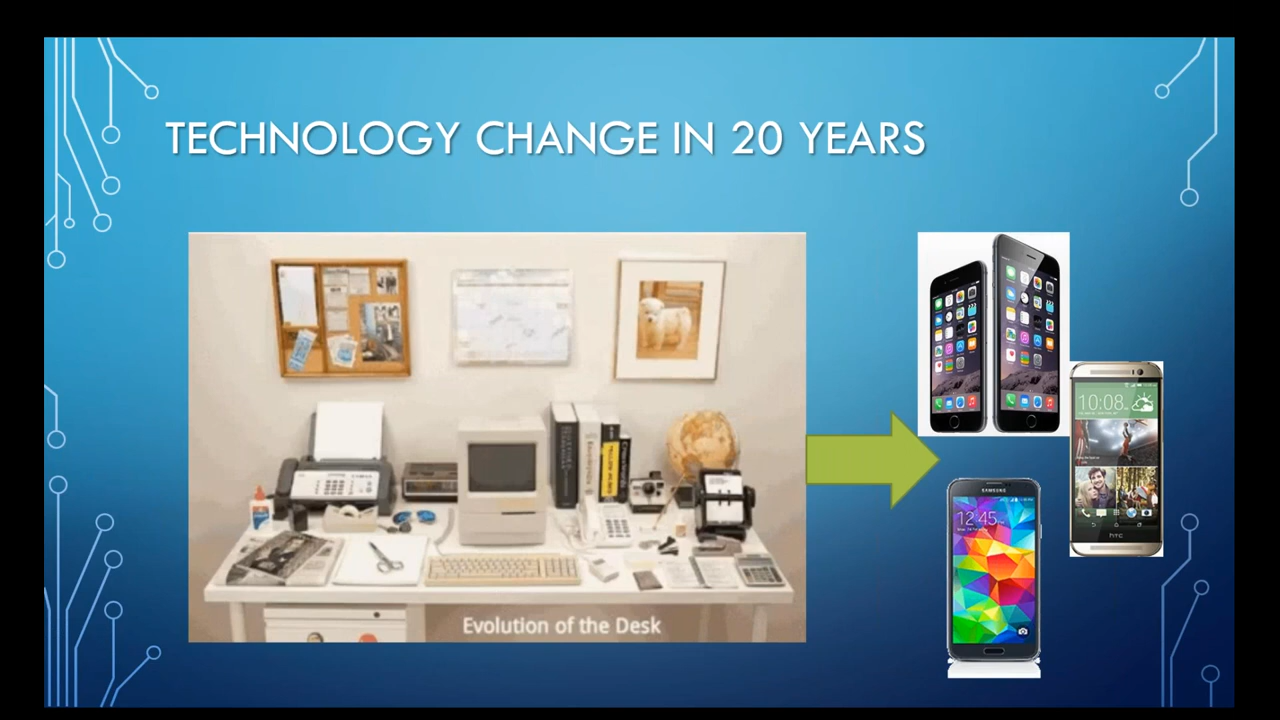 TECHNOLOGY CHANGE IN 20 YEARS
Evolution of the Desk
10:08
hTC
SAMSUNG
12:45